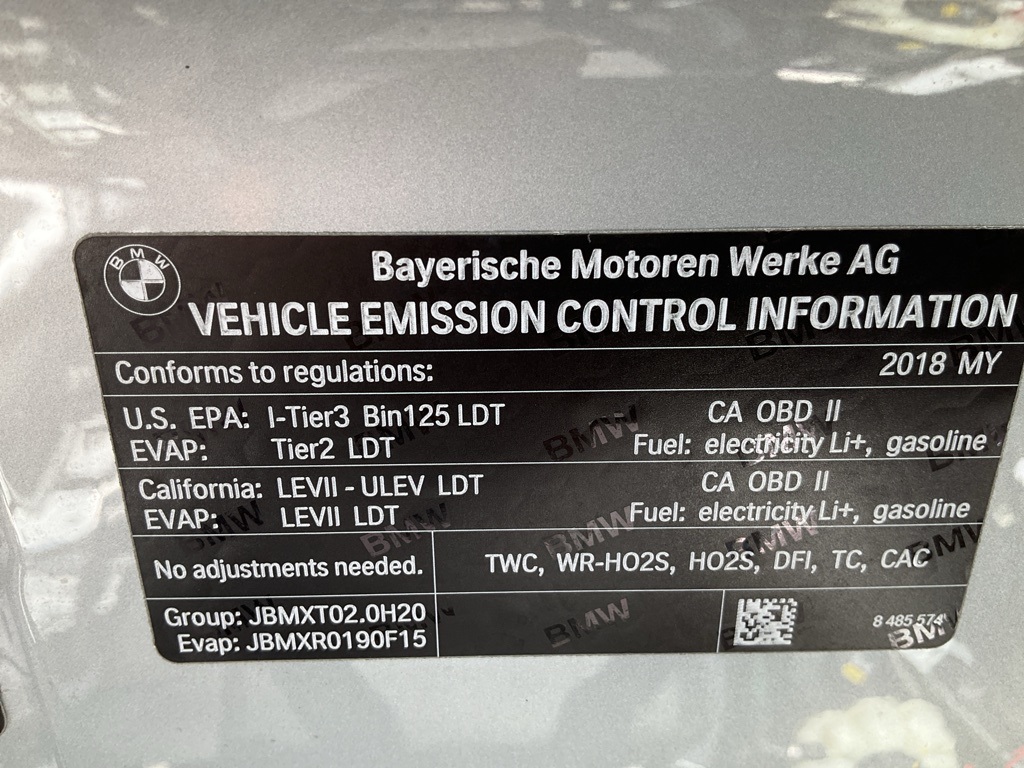 BMW
Bayerische Motoren Werke AG
VEHICLE EMISSION CONTROL INFORMATION
Conforms to regulations: 2018 MY
U.S. EPA: I-Tier3 Bin125 LDT CA OBD II
EVAP: Tier2 LDT Fuel: electricity Li+, gasoline
California: LEVII - ULEV LDT CA OBD II
EVAP: LEVII LDT Fuel: electricity Li+, gasoline
No adjustments needed. TWC, WR-HO2S, HO2S, DFI, TC, CAC
Group: JBMXT02.0H20
Evap: JBMXR0190F15
8 485 574